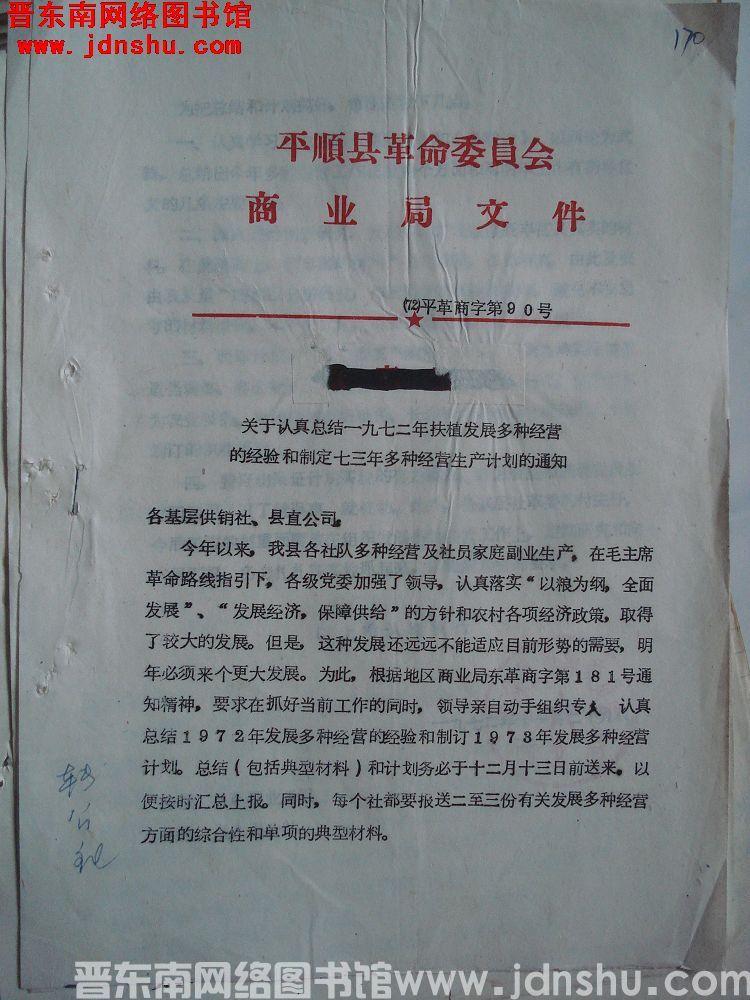 晋东南网络图书馆
www.jdnshu.com
170
平順县革命委員会
商业局文件
(72)平革商字第90号
关于认真总结一九七二年扶植发展多种经营
的经验和制定七三年多种经营生产计划的通知
各基层供销社、县直公司。
今年以来，我县各社队多种经营及社员家庭副业生产，在毛主席
革命路线指引下，各级党委加强了领导，认真落实“以粮为纲，全面
发展”、“发展经济，保障供给”的方针和农村各项经济政策，取得
了较大的发展。但是，这种发展还远远不能适应目前形势的需要，明
年必须来个更大发展。为此，根据地区商业局东革商字第181号通
知精神，要求在抓好当前工作的同时，领导亲自动手组织专人 认真
总结1972年发展多种经营的经验和制订1973年发展多种经营
计划。总结（包括典型材料）和计划务必于十二月十三日前送来，以
便按时汇总上报。同时，每个社都要报送二至三份有关发展多种经营
方面的综合性和单项的典型材料。
晋东南网络图书馆 www.jdnshu.com